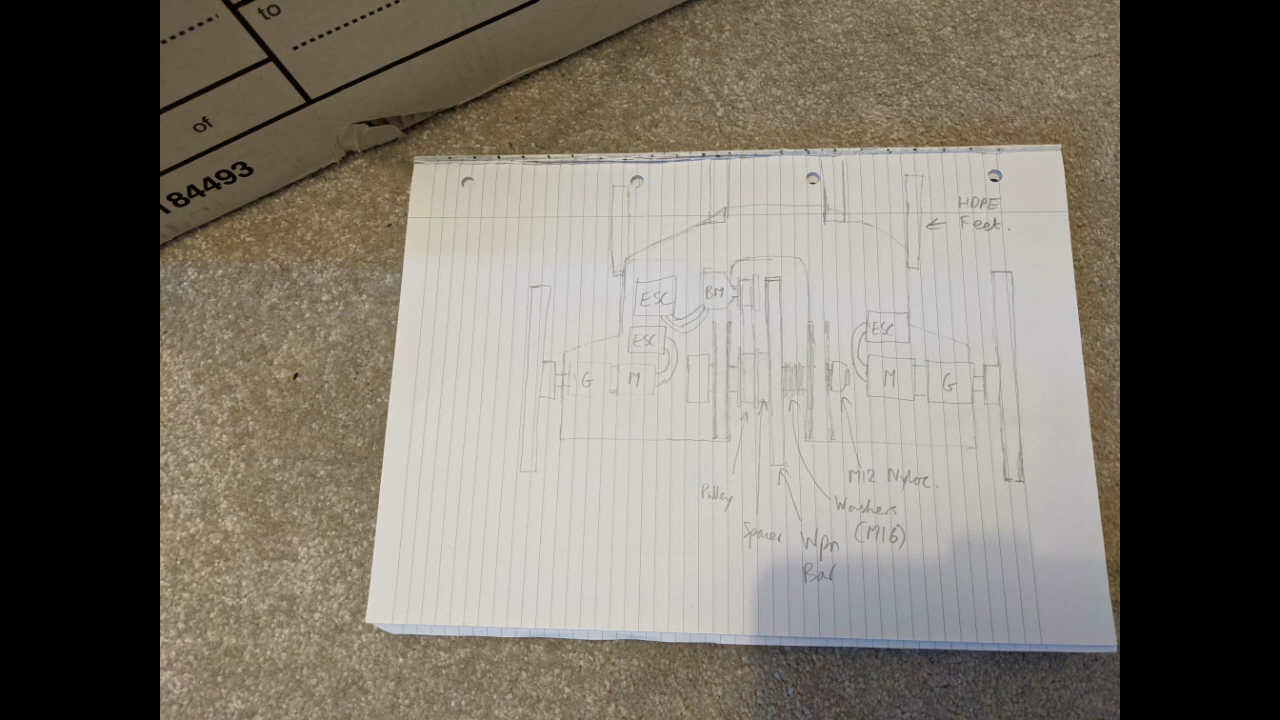 to
of
184493
HDPE
Feet.
ESC
BM
ESC
ESC
G
M
M
G
M12 Nyloc.
Pulley
Washers
(M16)
Spacer
Wpn
Bar